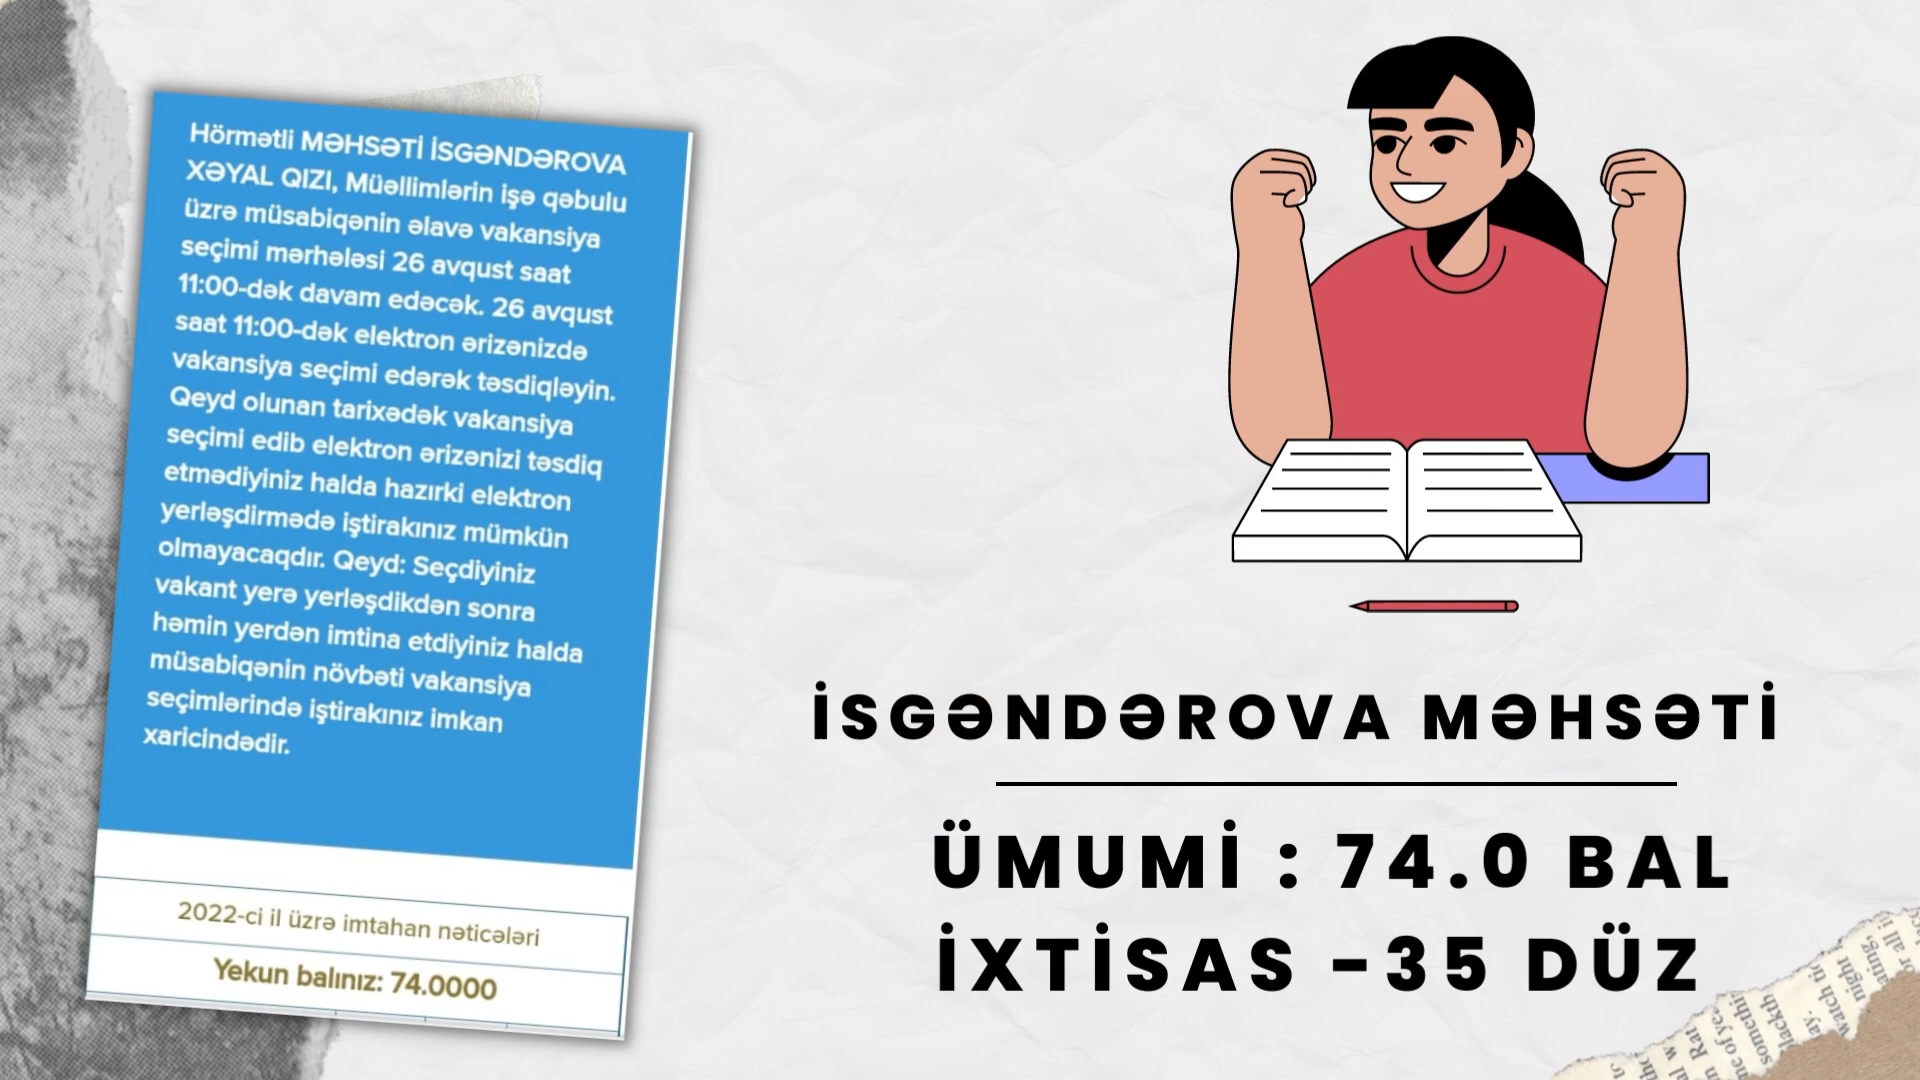 Hörmətli MƏHSƏTİ İSGƏNDƏROVA
XƏYAL QIZI, Müəllimlərin işə qəbulu
üzrə müsabiqənin əlavə vakansiya
seçimi mərhələsi 26 avqust saat
11:00-dək davam edəcək. 26 avqust
saat 11:00-dək elektron ərizənizdə
vakansiya seçimi edərək təsdiqləyin.
Qeyd olunan tarixədək vakansiya
seçimi edib elektron ərizənizi təsdiq
etmədiyiniz halda hazırki elektron
yerləşdirmədə iştirakınız mümkün
olmayacaqdır. Qeyd: Seçdiyiniz
vakant yerə yerləşdikdən sonra
həmin yerdən imtina etdiyiniz halda
müsabiqənin növbəti vakansiya
seçimlərində iştirakınız imkan
xaricindədir.
2022-ci il üzrə imtahan nəticələri
Yekun balınız: 74.0000
İSGƏNDƏROVA MƏHSƏTİ
ÜMUMİ : 74.0 BAL
İXTİSAS -35 DÜZ